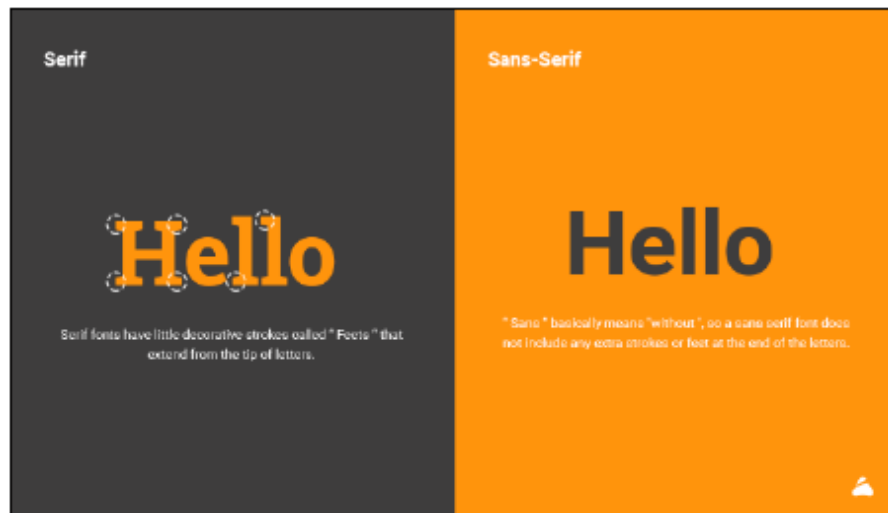 Serif
Hello
Serif fonts have little decorative strokes called " Feets " that
extend from the tip of letters.
Sans-Serif
Hello
" Sans " basically means "without", so a sans serif font does
not include any extra strokes or feet at the end of the letters.